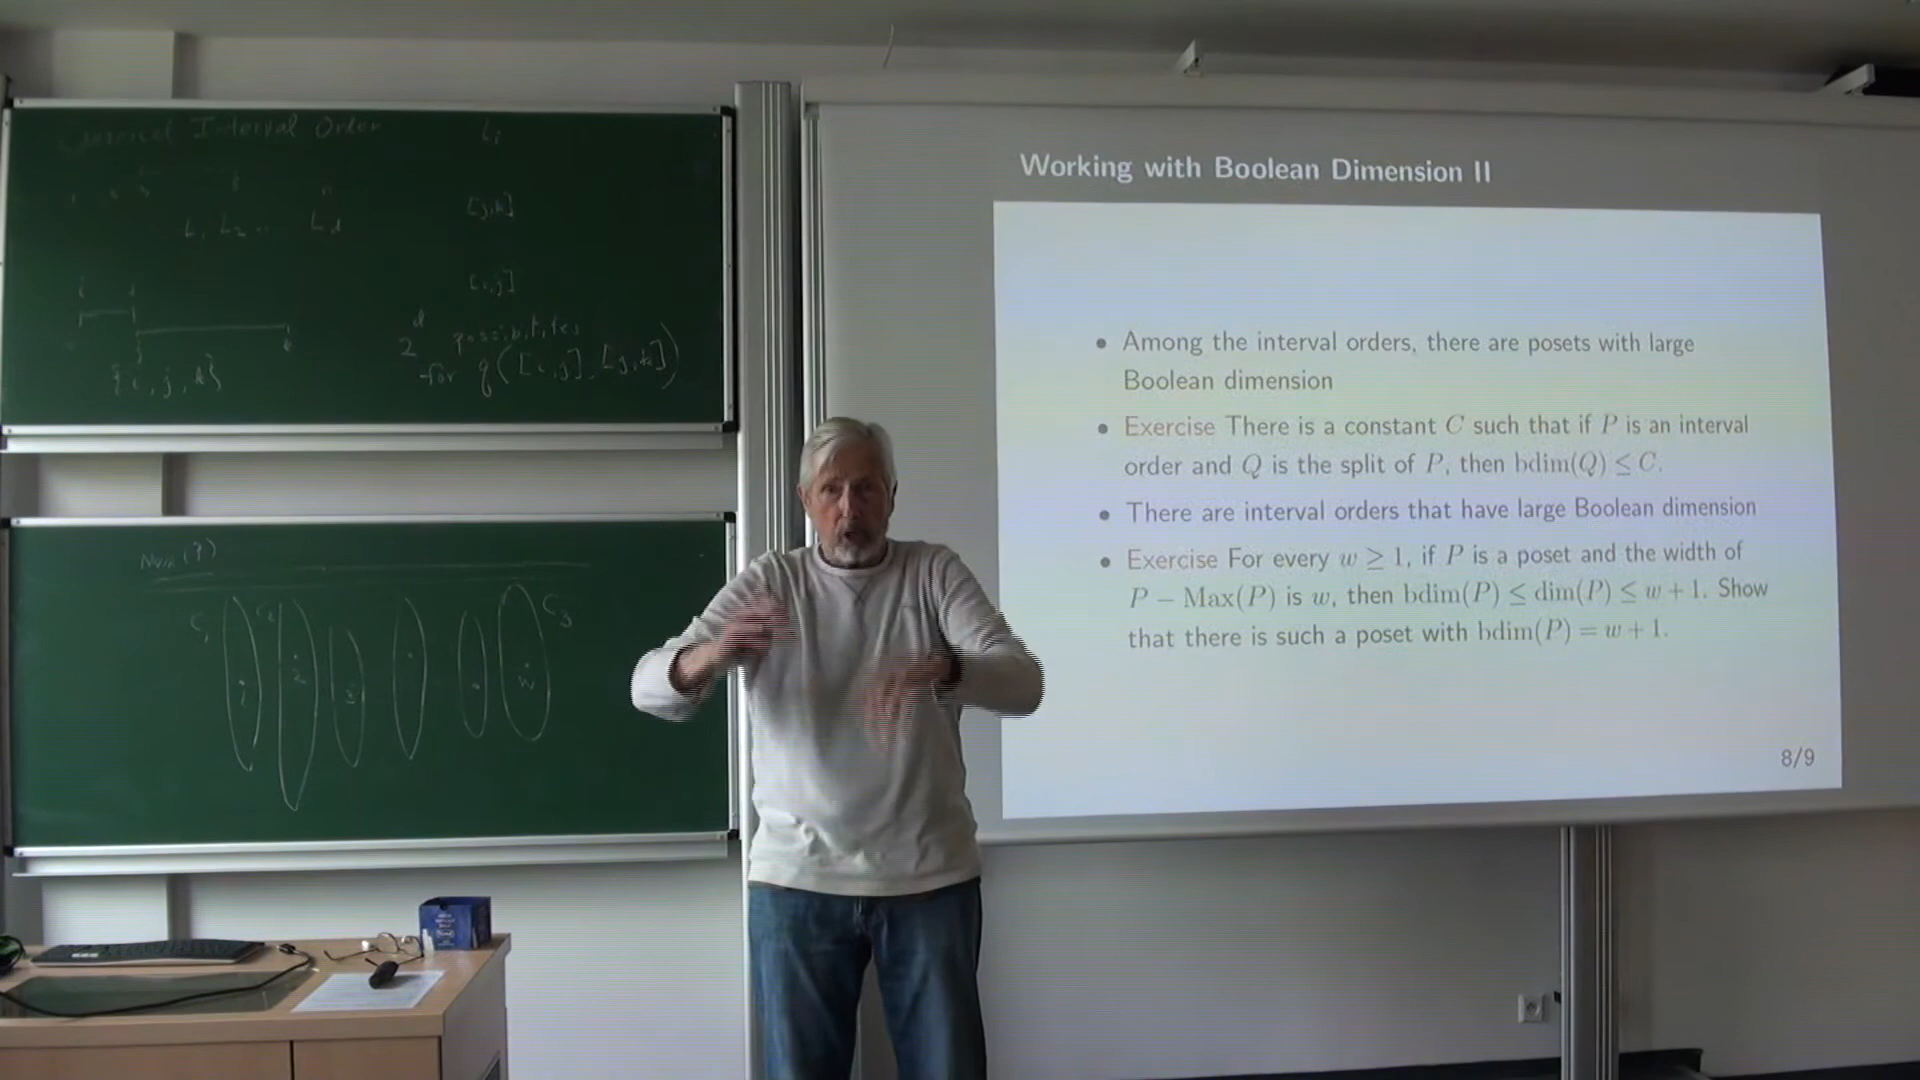 Interval Order
L₁
[j,k]
L₁ L₂ .. L_d
[i,j]
{i, j, k}
2^d possibilities
for q([i,j], [j,k])
C₁
C₂
C₃
2
3
w
Working with Boolean Dimension II
• Among the interval orders, there are posets with large
Boolean dimension
• Exercise There is a constant C such that if P is an interval
order and Q is the split of P, then bdim(Q) ≤ C.
• There are interval orders that have large Boolean dimension
• Exercise For every w ≥ 1, if P is a poset and the width of
P − Max(P) is w, then bdim(P) ≤ dim(P) ≤ w + 1. Show
that there is such a poset with bdim(P) = w + 1.
8/9